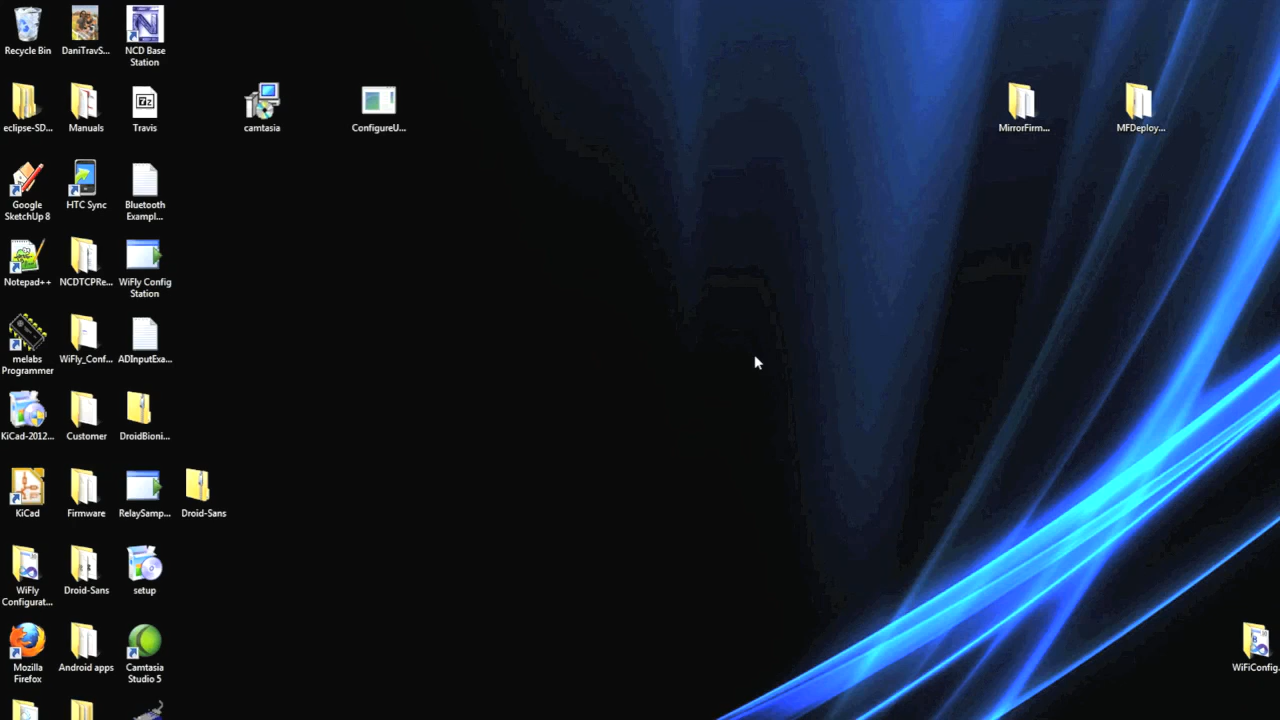 Recycle Bin
DaniTravS...
NCD Base
Station
eclipse-SD...
Manuals
Travis
camtasia
ConfigureU...
MirrorFirm...
MFDeploy...
Google
SketchUp 8
HTC Sync
Bluetooth
Exampl...
Notepad++
NCDTCPRe...
WiFly Config
Station
melabs
Programmer
WiFly_Conf...
ADInputExa...
KiCad-2012...
Customer
DroidBioni...
KiCad
Firmware
RelaySamp...
Droid-Sans
WiFly
Configurat...
Droid-Sans
setup
Mozilla
Firefox
Android apps
Camtasia
Studio 5
WiFiConfig...